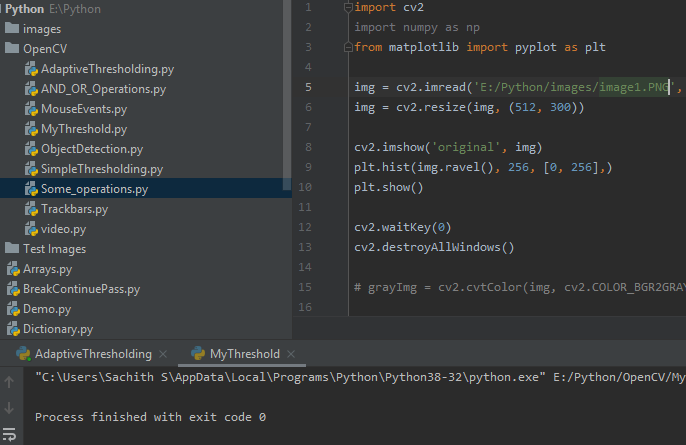 Python E:\Python
images
OpenCV
AdaptiveThresholding.py
AND_OR_Operations.py
MouseEvents.py
MyThreshold.py
ObjectDetection.py
SimpleThresholding.py
Some_operations.py
Trackbars.py
video.py
Test Images
Arrays.py
BreakContinuePass.py
Demo.py
Dictionary.py
1 import cv2
2 import numpy as np
3 from matplotlib import pyplot as plt
4
5 img = cv2.imread('E:/Python/images/image1.PNG',
6 img = cv2.resize(img, (512, 300))
7
8 cv2.imshow('original', img)
9 plt.hist(img.ravel(), 256, [0, 256],)
10 plt.show()
11
12 cv2.waitKey(0)
13 cv2.destroyAllWindows()
14
15 # grayImg = cv2.cvtColor(img, cv2.COLOR_BGR2GRAY
16
AdaptiveThresholding × MyThreshold ×
"C:\Users\Sachith S\AppData\Local\Programs\Python\Python38-32\python.exe" E:/Python/OpenCV/My
Process finished with exit code 0